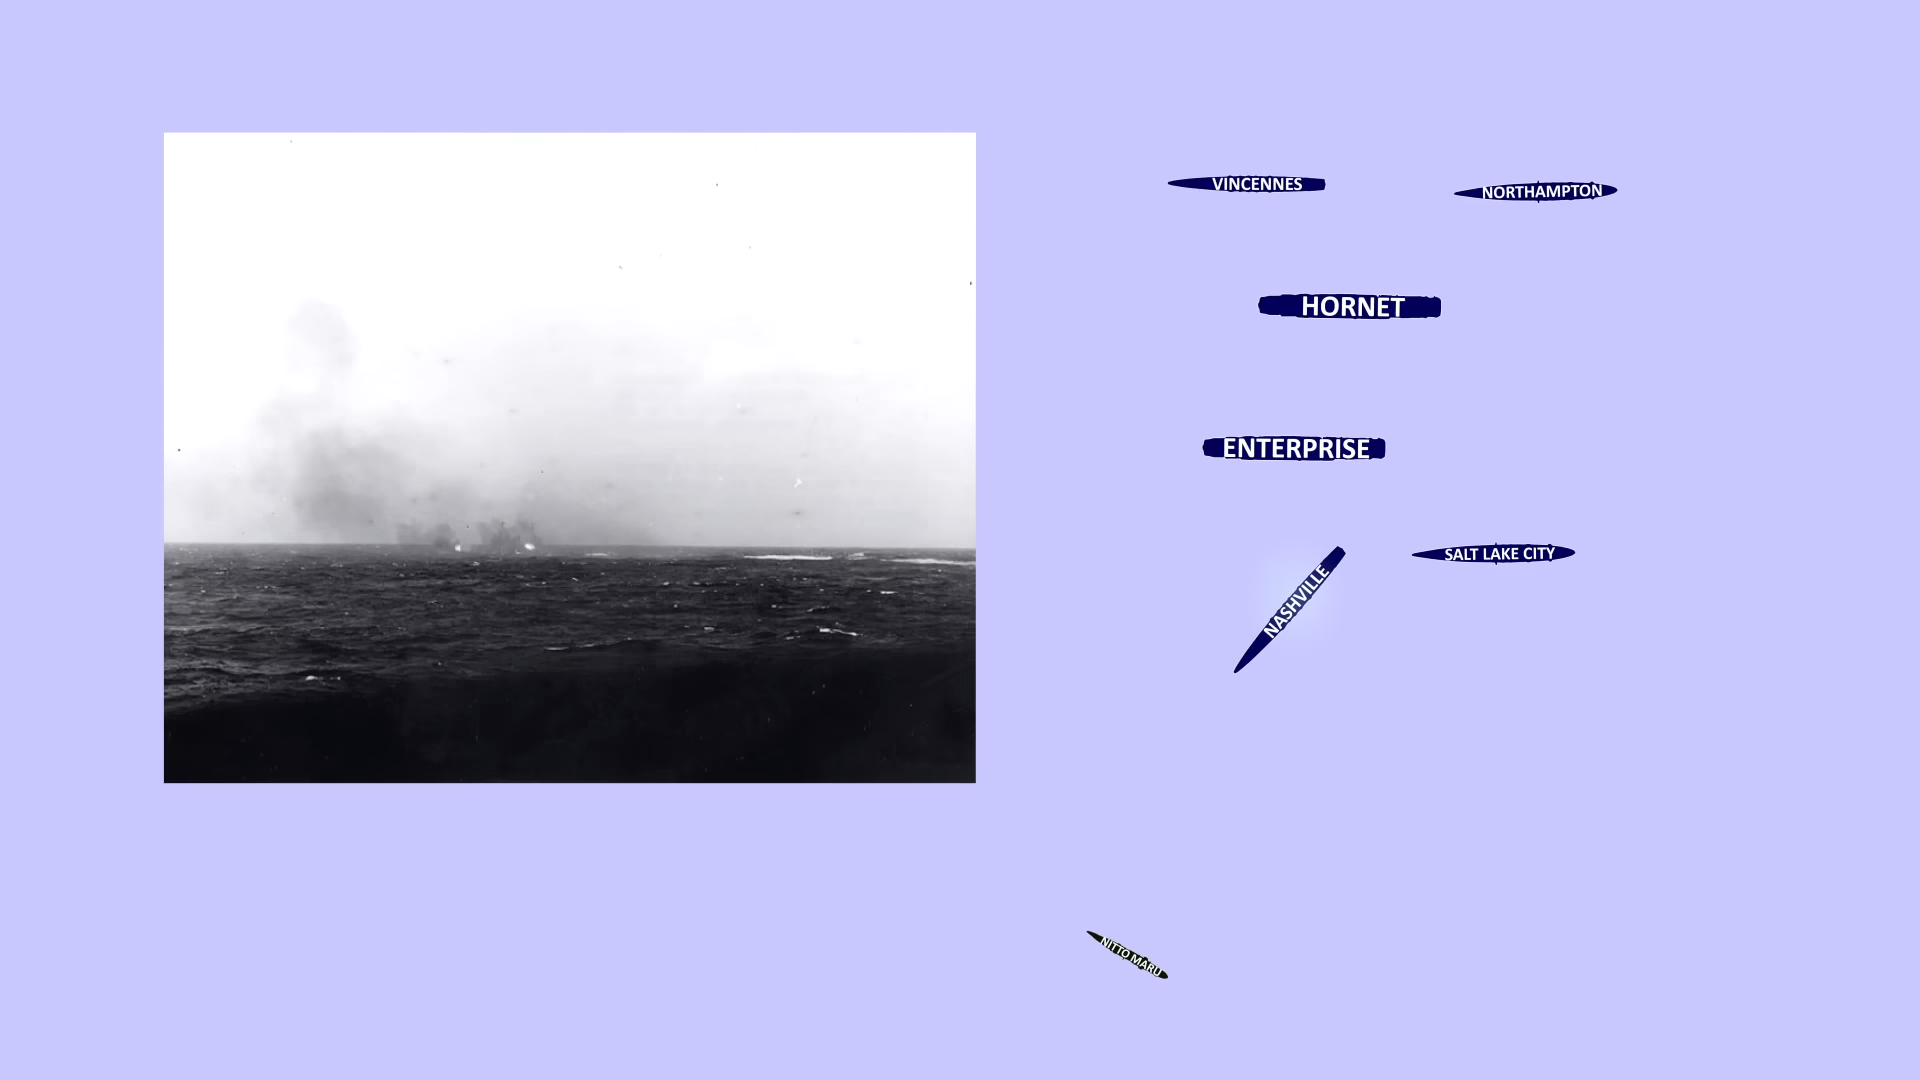 VINCENNES
NORTHAMPTON
HORNET
ENTERPRISE
SALT LAKE CITY
NASHVILLE
NITTO MARU